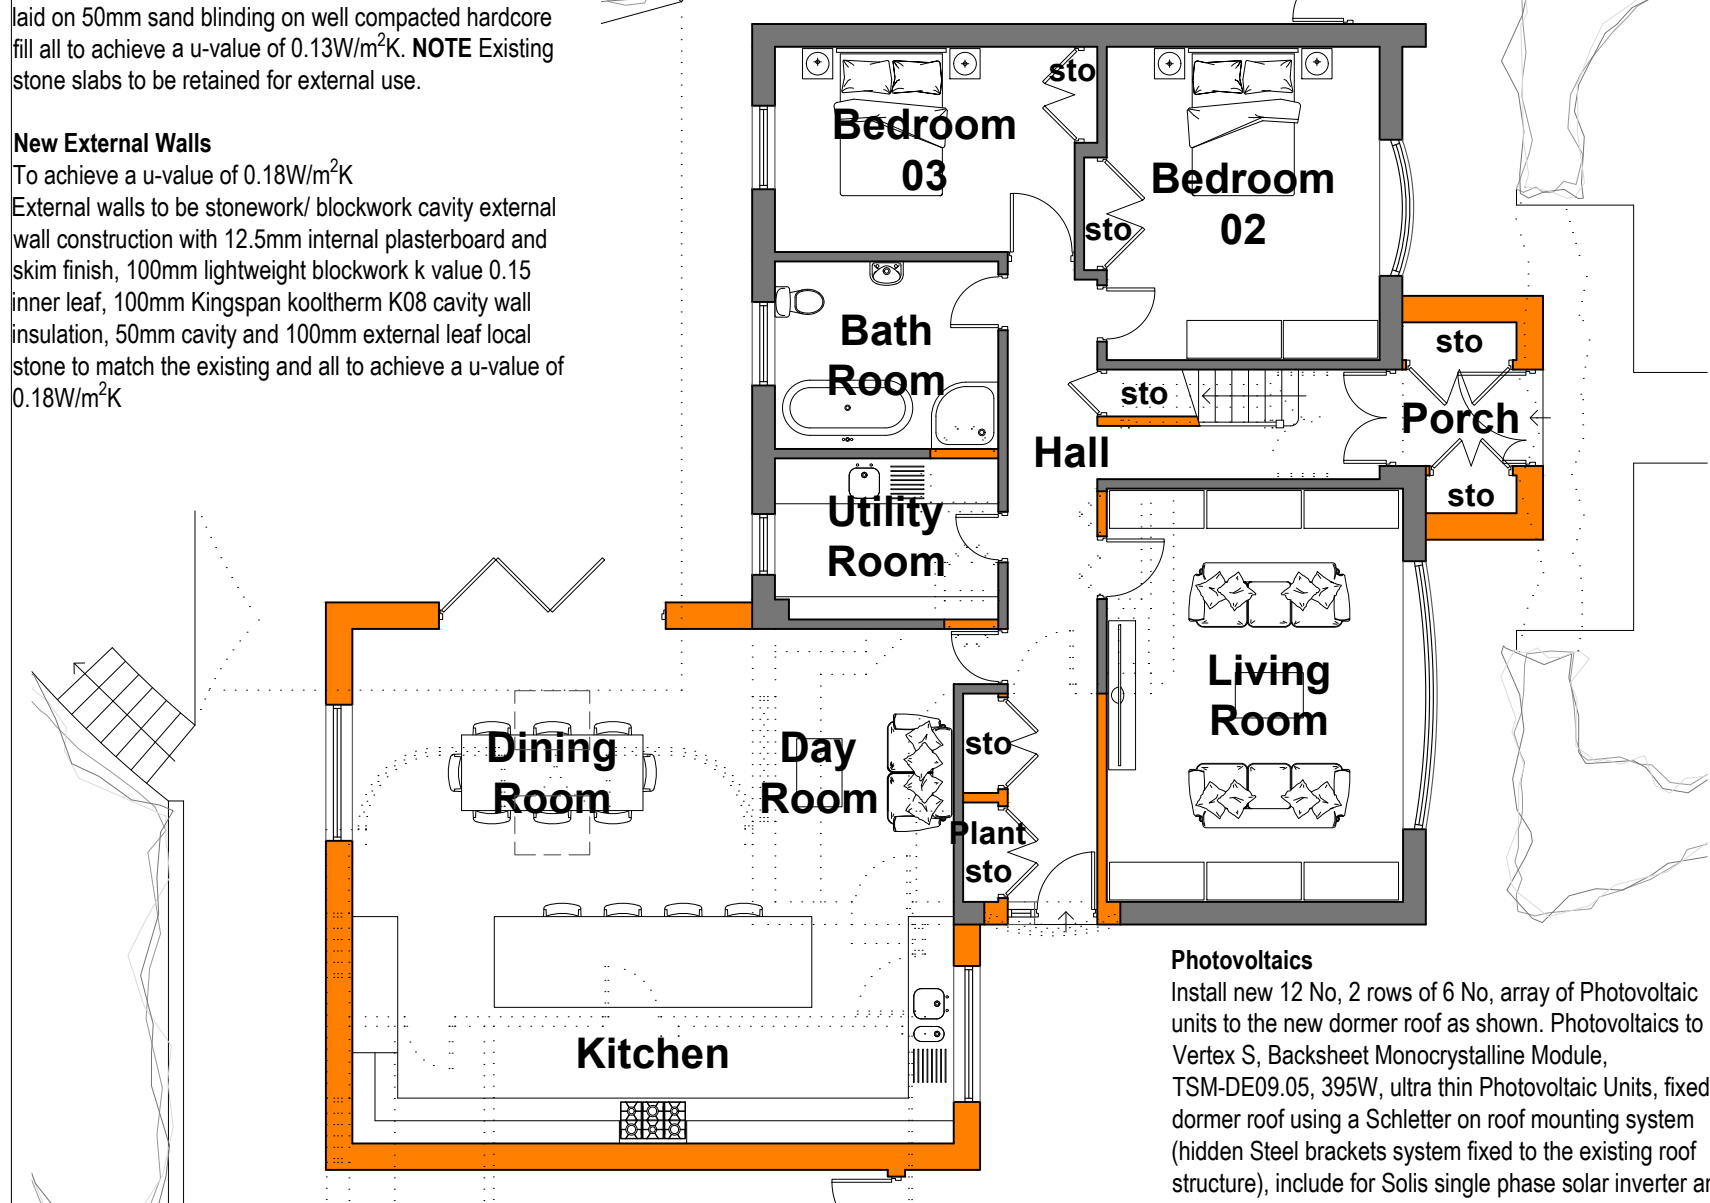 laid on 50mm sand blinding on well compacted hardcore
fill all to achieve a u-value of 0.13W/m²K. NOTE Existing
stone slabs to be retained for external use.
New External Walls
To achieve a u-value of 0.18W/m²K
External walls to be stonework/ blockwork cavity external
wall construction with 12.5mm internal plasterboard and
skim finish, 100mm lightweight blockwork k value 0.15
inner leaf, 100mm Kingspan kooltherm K08 cavity wall
insulation, 50mm cavity and 100mm external leaf local
stone to match the existing and all to achieve a u-value of
0.18W/m²K
Bedroom
03
sto
sto
Bedroom
02
Bath
Room
sto
sto
Porch
sto
Hall
Utility
Room
Living
Room
Dining
Room
Day
Room
sto
Plant
sto
Kitchen
Photovoltaics
Install new 12 No, 2 rows of 6 No, array of Photovoltaic
units to the new dormer roof as shown. Photovoltaics to
Vertex S, Backsheet Monocrystalline Module,
TSM-DE09.05, 395W, ultra thin Photovoltaic Units, fixed
dormer roof using a Schletter on roof mounting system
(hidden Steel brackets system fixed to the existing roof
structure), include for Solis single phase solar inverter